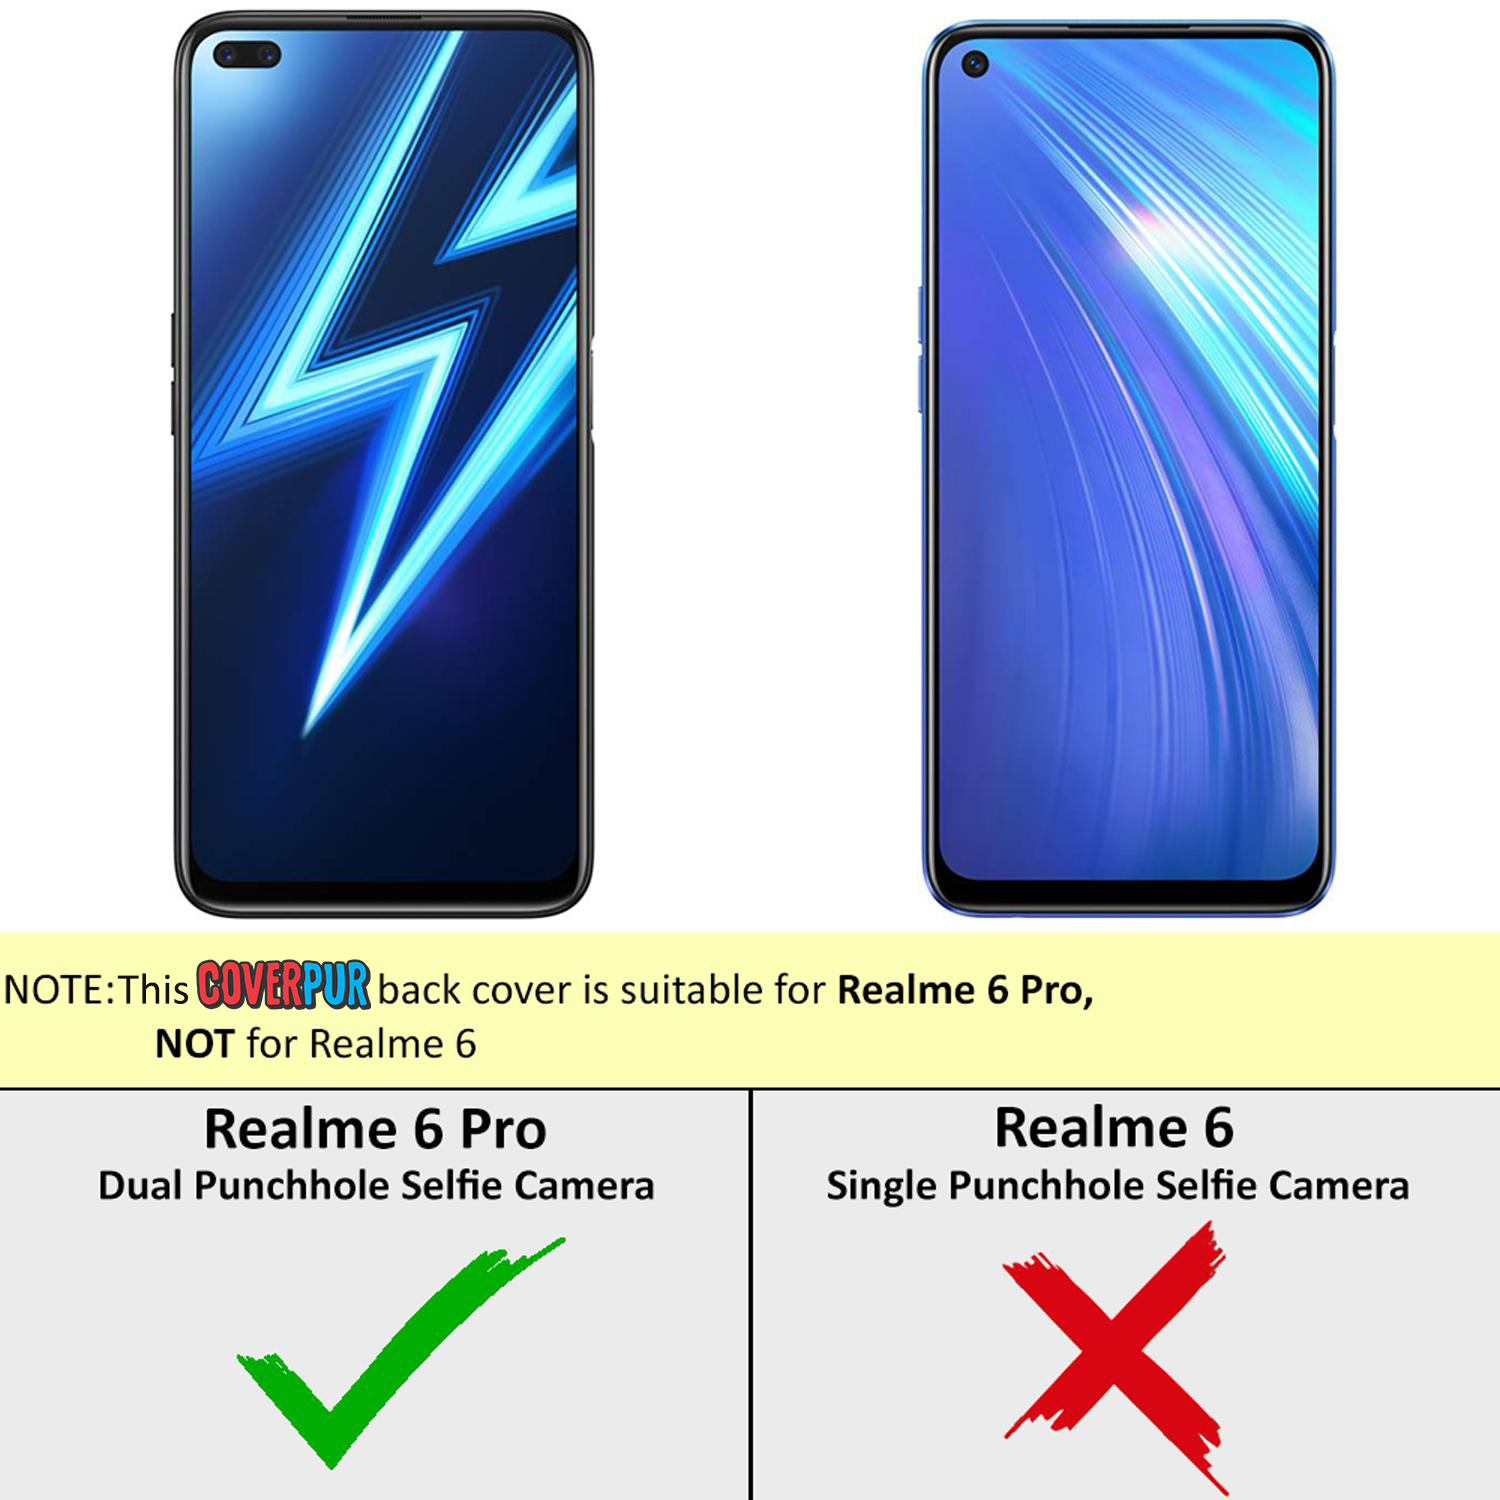 NOTE:This COVERPUR back cover is suitable for Realme 6 Pro,
NOT for Realme 6
Realme 6 Pro
Dual Punchhole Selfie Camera
Realme 6
Single Punchhole Selfie Camera